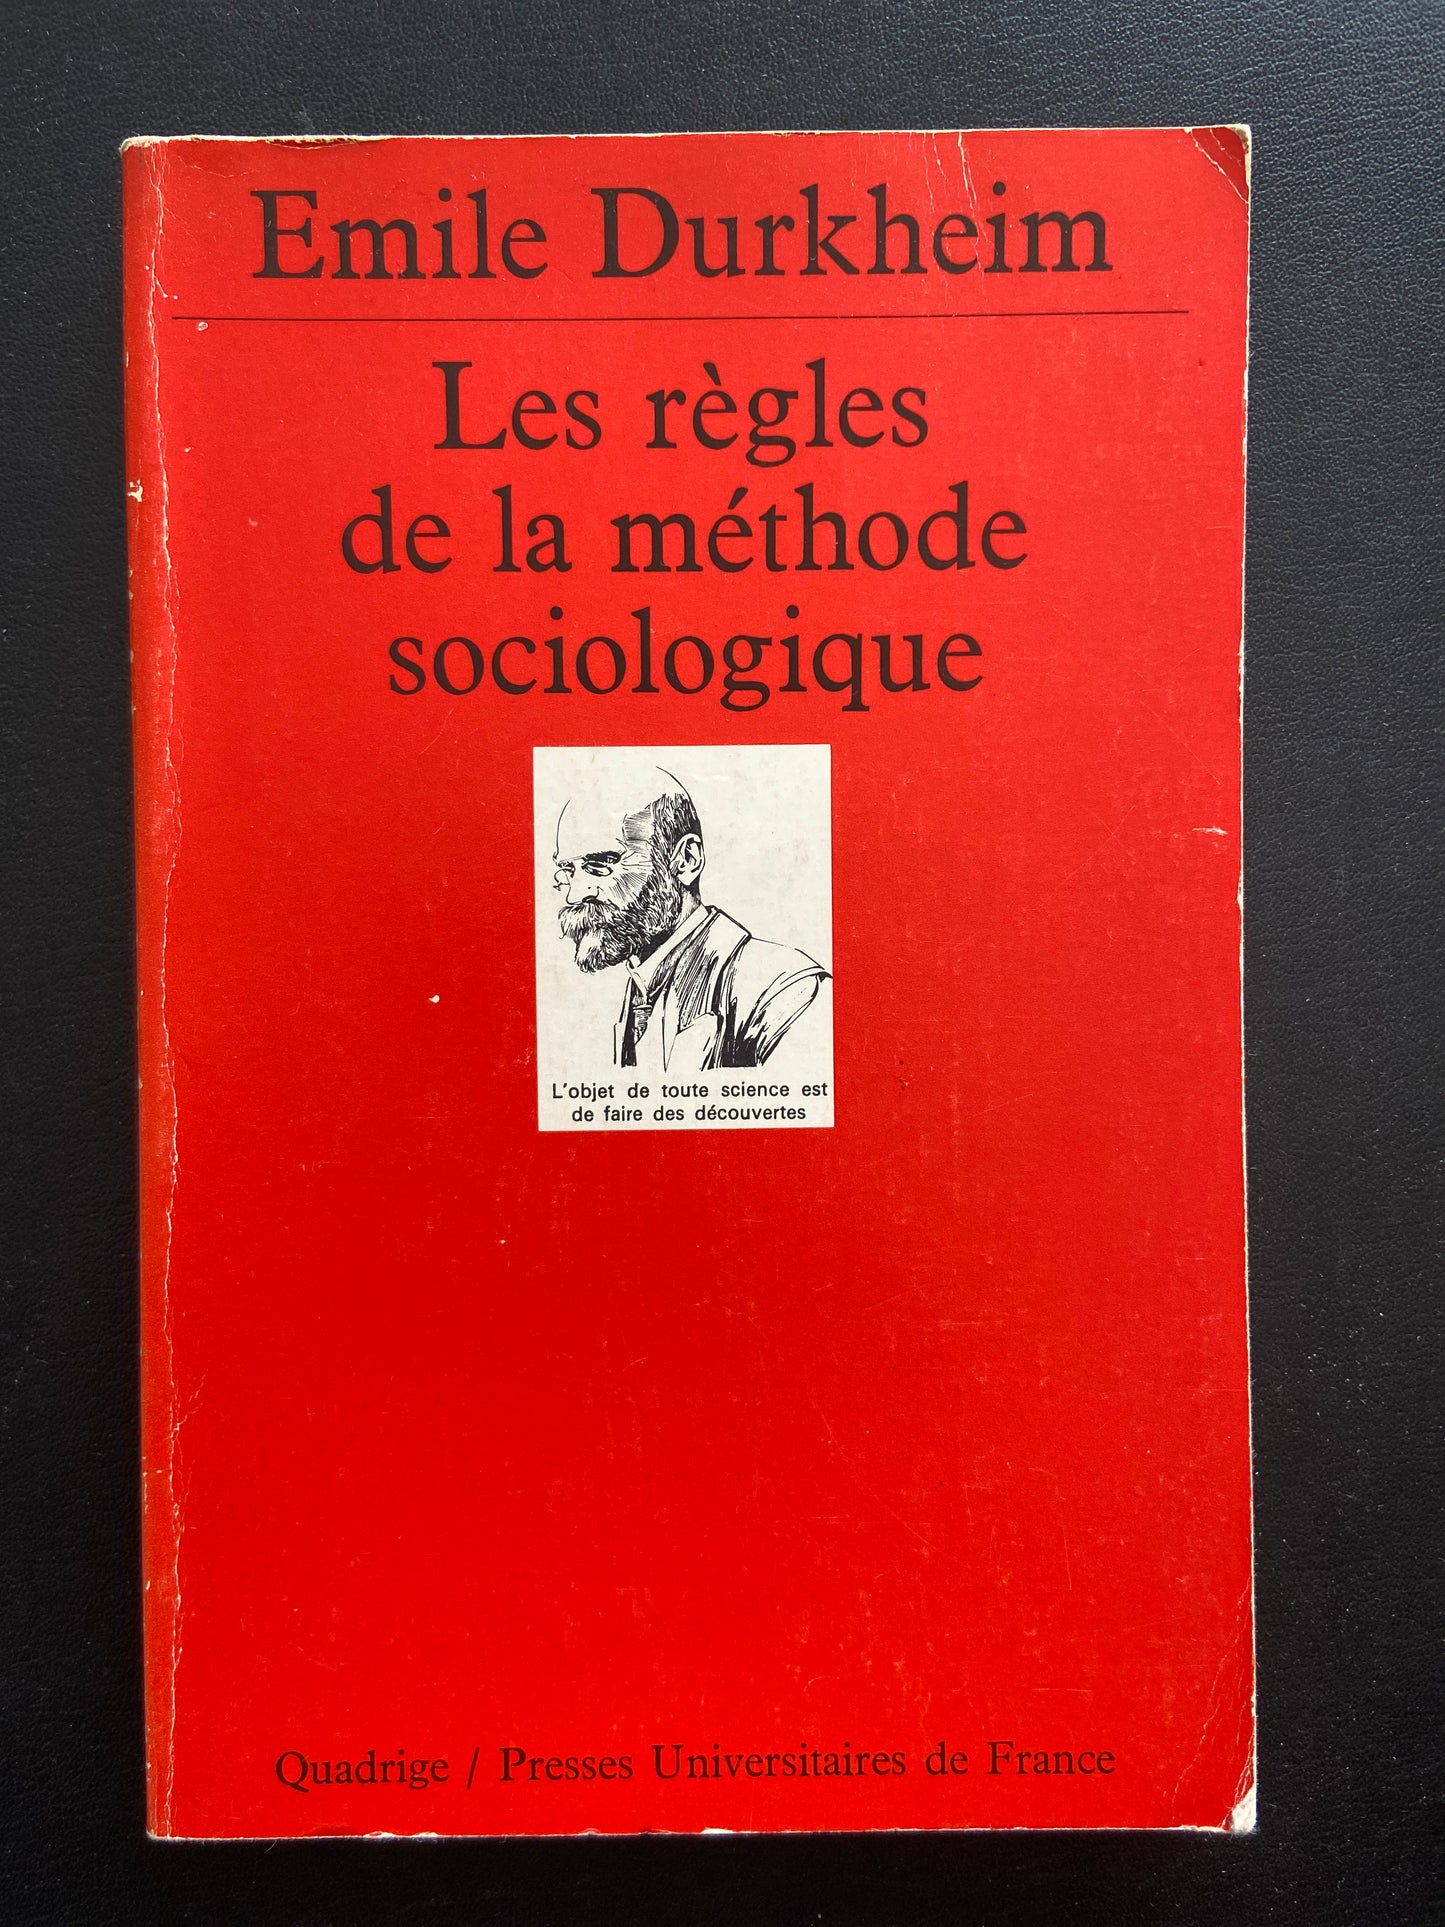 Emile Durkheim
Les règles
de la méthode
sociologique
L'objet de toute science est
de faire des découvertes
Quadrige / Presses Universitaires de France